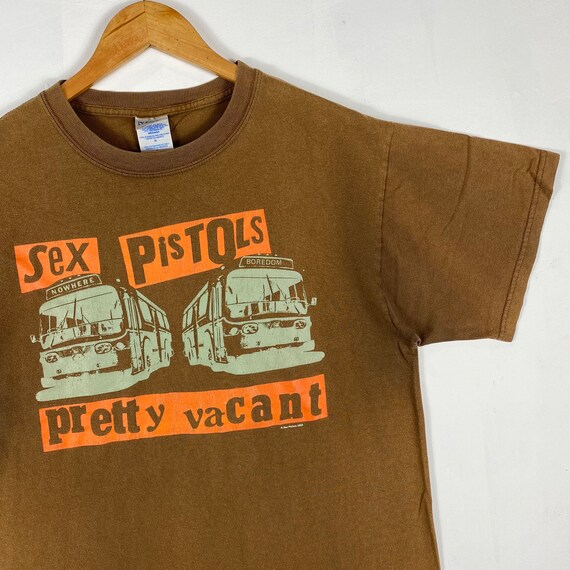 Sex PiSTOLs
NOWHERE
BOREDOM
pretty vacant